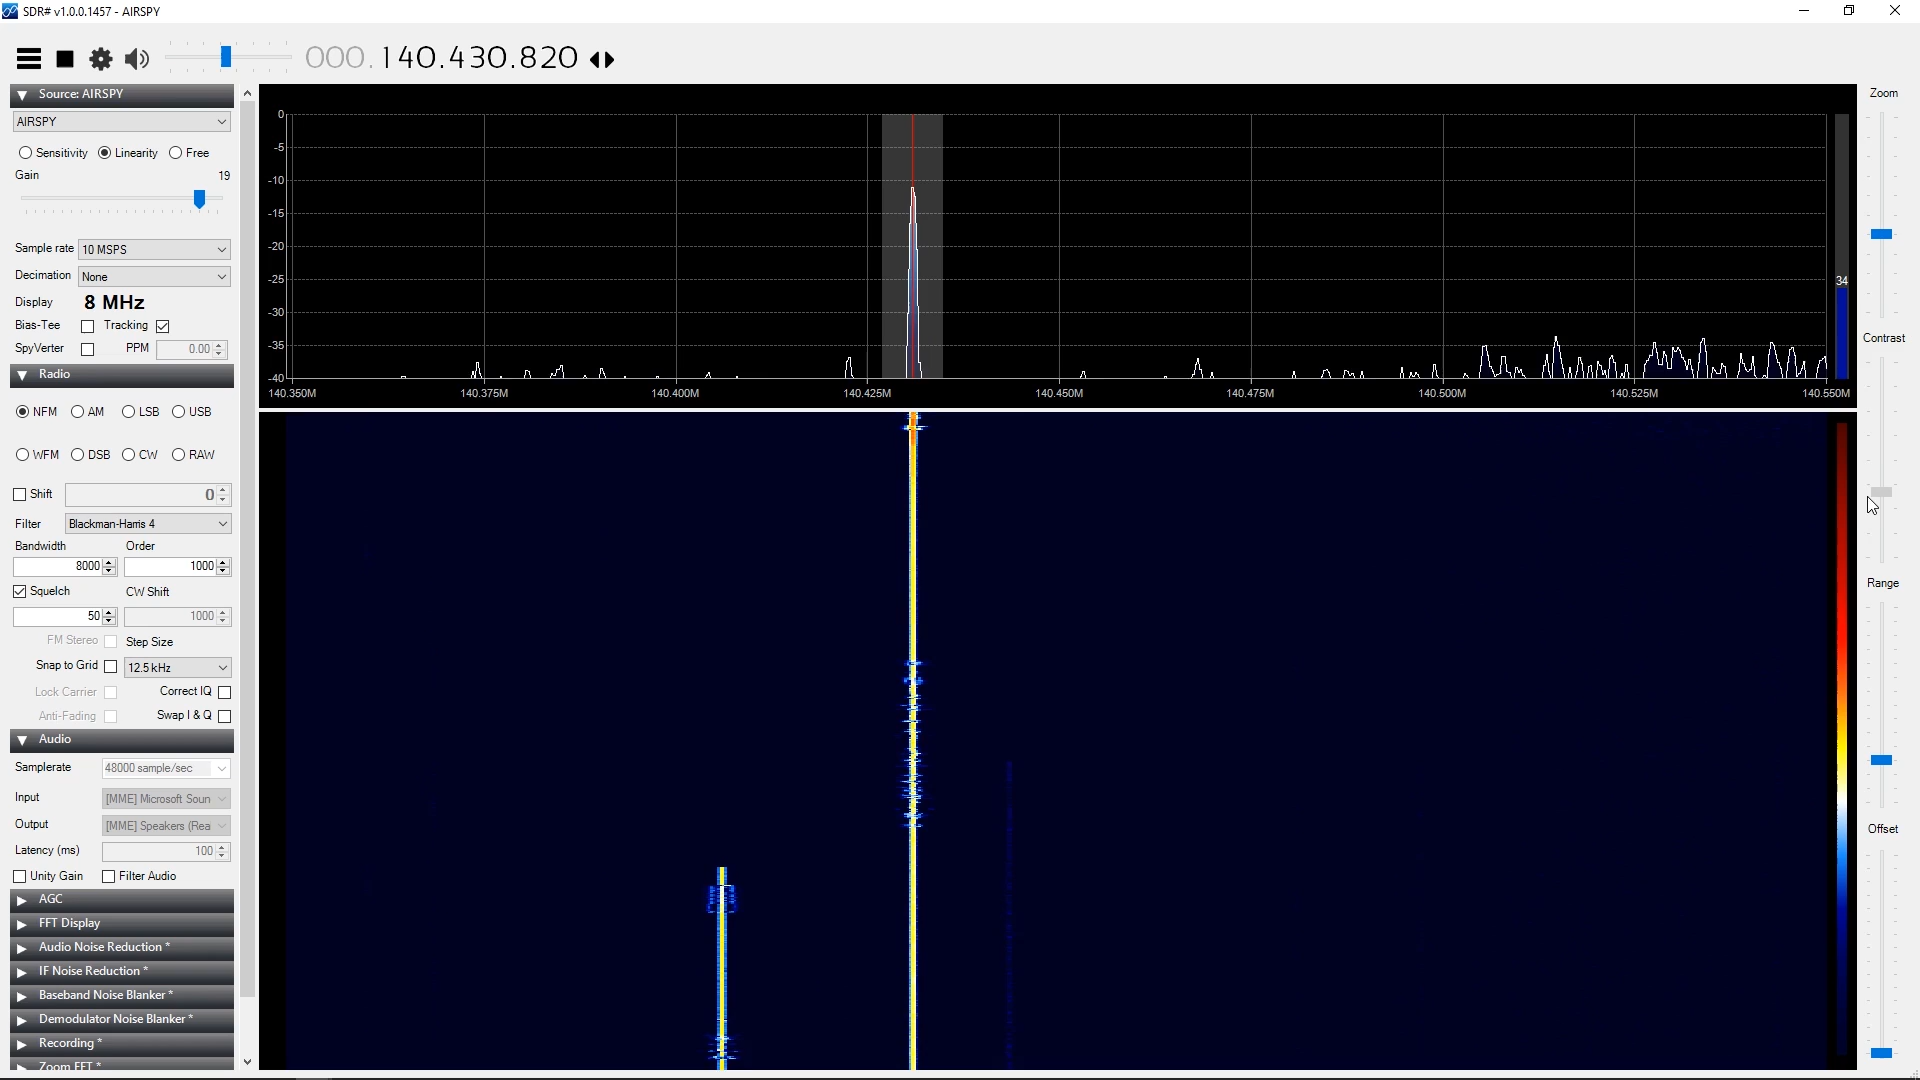 SDR# v1.0.0.1457 - AIRSPY
000.140.430.820
Source: AIRSPY
AIRSPY
Sensitivity Linearity Free
Gain 19
Sample rate 10 MSPS
Decimation None
Display 8 MHz
Bias-Tee Tracking
SpyVerter PPM 0.00
Radio
NFM AM LSB USB
WFM DSB CW RAW
Shift 0
Filter Blackman-Harris 4
Bandwidth Order
8000 1000
Squelch CW Shift
50 1000
FM Stereo Step Size
Snap to Grid 12.5 kHz
Lock Carrier Correct IQ
Anti-Fading Swap I & Q
Audio
Samplerate 48000 sample/sec
Input [MME] Microsoft Soun
Output [MME] Speakers (Rea
Latency (ms) 100
Unity Gain Filter Audio
AGC
FFT Display
Audio Noise Reduction *
IF Noise Reduction *
Baseband Noise Blanker *
Demodulator Noise Blanker *
Recording *
Zoom FFT *
0
-5
-10
-15
-20
-25
-30
-35
-40
140.350M 140.375M 140.400M 140.425M 140.450M 140.475M 140.500M 140.525M 140.550M
34
Zoom
Contrast
Range
Offset